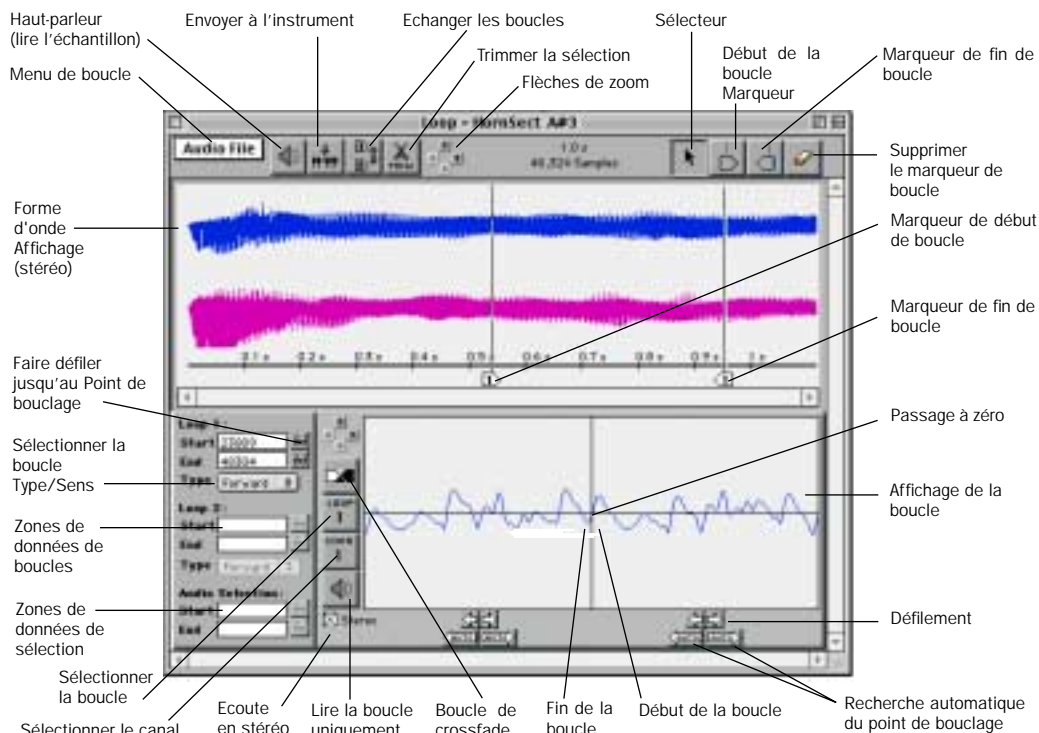 Haut-parleur
(lire l'échantillon)
Envoyer à l'instrument
Echanger les boucles
Sélecteur
Menu de boucle
Trimmer la sélection
Flèches de zoom
Début de la
boucle
Marqueur
Marqueur de fin de
boucle
Loop - HornSect A#3
Audio File
1.0 s
Supprimer
le marqueur de
boucle
Forme
d'onde
Affichage
(stéréo)
Marqueur de début
de boucle
Marqueur de fin de
boucle
Faire défiler
jusqu'au Point de
bouclage
Sélectionner la
boucle
Type/Sens
Zones de
données de
boucles
Zones de
données de
sélection
Start
End
Type
Forward
Loop 2:
Start
End
Type
Forward
Audio Selection:
Start
End
Stereo
Passage à zéro
Affichage de la
boucle
Défilement
Sélectionner
la boucle
Sélectionner le canal
Ecoute
en stéréo
Lire la boucle
uniquement
Boucle de
crossfade
Fin de la
boucle
Début de la boucle
Recherche automatique
du point de bouclage